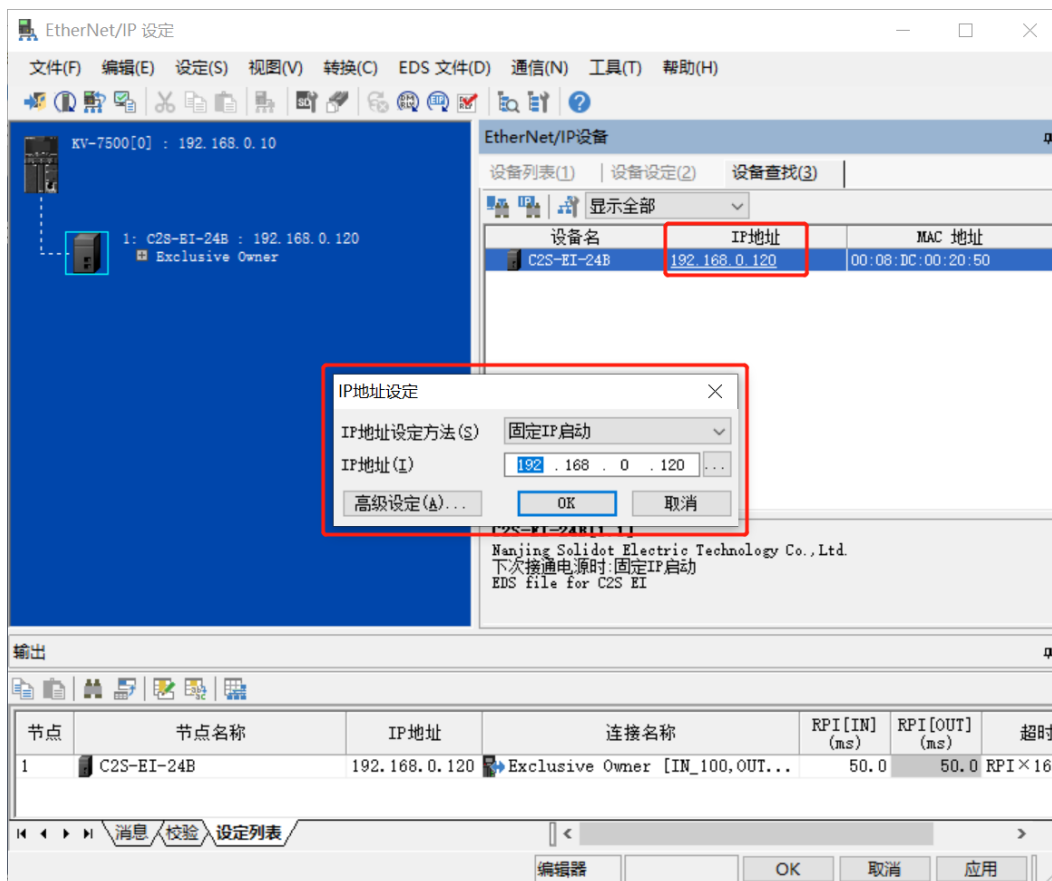 EtherNet/IP 设定
文件(F) 编辑(E) 设定(S) 视图(V) 转换(C) EDS 文件(D) 通信(N) 工具(T) 帮助(H)
KV-7500[0] : 192.168.0.10
1: C2S-EI-24B : 192.168.0.120
Exclusive Owner
EtherNet/IP设备
设备列表(1) 设备设定(2) 设备查找(3)
显示全部
设备名 IP地址 MAC 地址
C2S-EI-24B 192.168.0.120 00:08:DC:00:20:50
IP地址设定
IP地址设定方法(S) 固定IP启动
IP地址(I) 192 . 168 . 0 . 120 ...
高级设定(A)... OK 取消
C2S-EI-24B[1.1]
Nanjing Solidot Electric Technology Co.,Ltd.
下次接通电源时:固定IP启动
EDS file for C2S EI
输出
节点 节点名称 IP地址 连接名称 RPI[IN] (ms) RPI[OUT] (ms) 超时
1 C2S-EI-24B 192.168.0.120 Exclusive Owner [IN_100,OUT... 50.0 50.0 RPI×16
消息 校验 设定列表
编辑器 OK 取消 应用